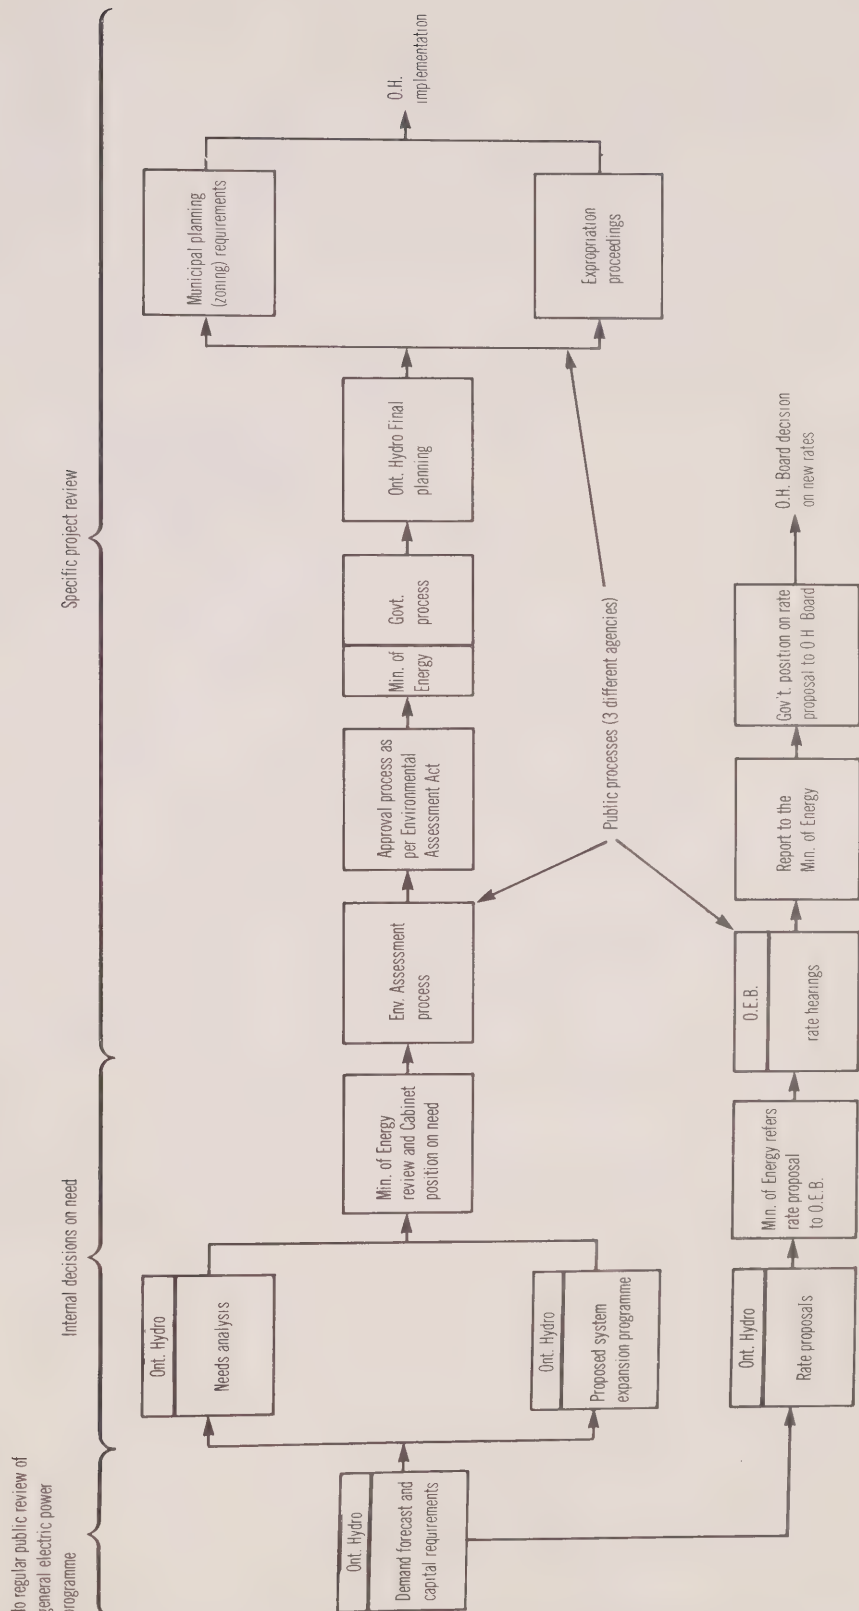 to regular public review of
general electric power
programme
Internal decisions on need
Specific project review
Ont. Hydro
Demand forecast and
capital requirements
Ont. Hydro
Needs analysis
Ont. Hydro
Proposed system
expansion programme
Min. of Energy
review and Cabinet
position on need
Env. Assessment
process
Approval process as
per Environmental
Assessment Act
Min. of
Energy
Govt.
process
Ont. Hydro Final
planning
Municipal planning
(zoning) requirements
Expropriation
proceedings
O.H.
implementation
Public processes (3 different agencies)
Ont. Hydro
Rate proposals
Min. of Energy refers
rate proposal
to O.E.B.
O.E.B.
rate hearings
Report to the
Min. of Energy
Gov't. position on rate
proposal to O H Board
O.H. Board decision
on new rates